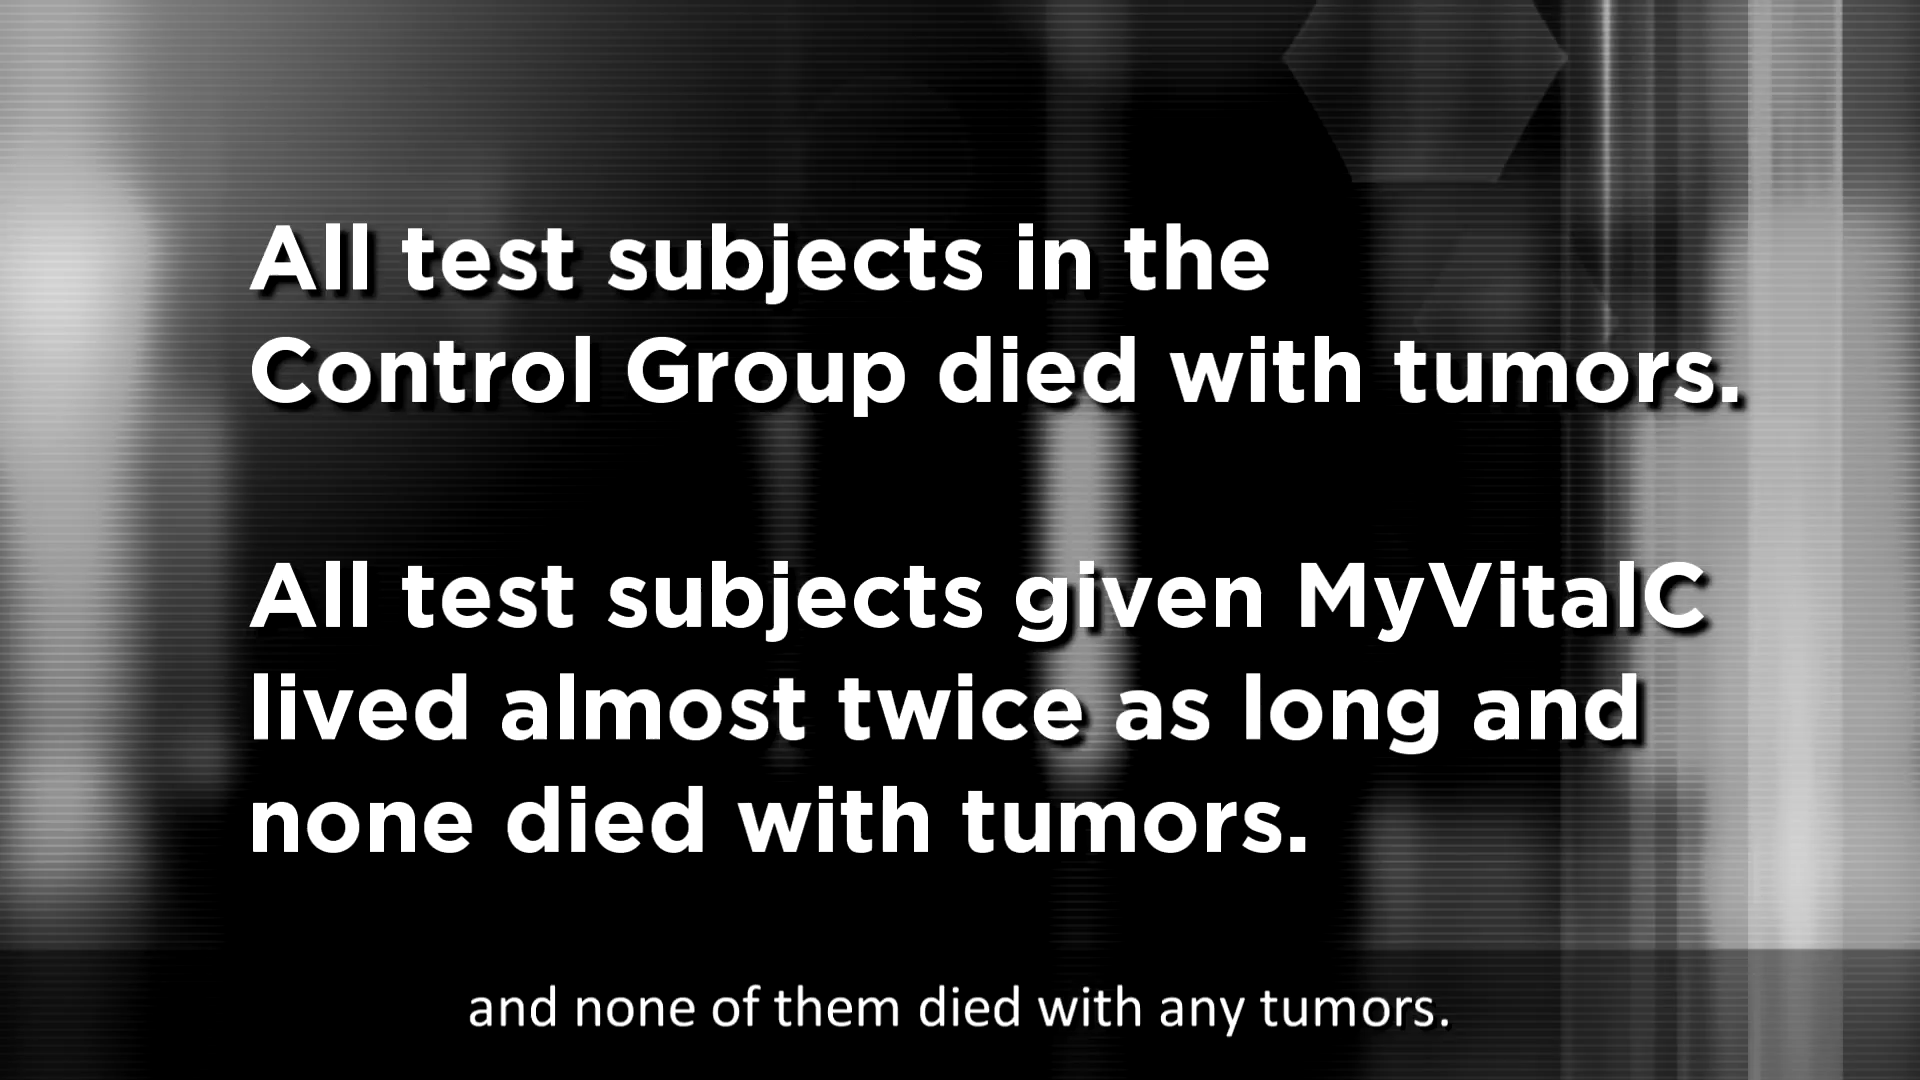 All test subjects in the
Control Group died with tumors.
All test subjects given MyVitalC
lived almost twice as long and
none died with tumors.
and none of them died with any tumors.